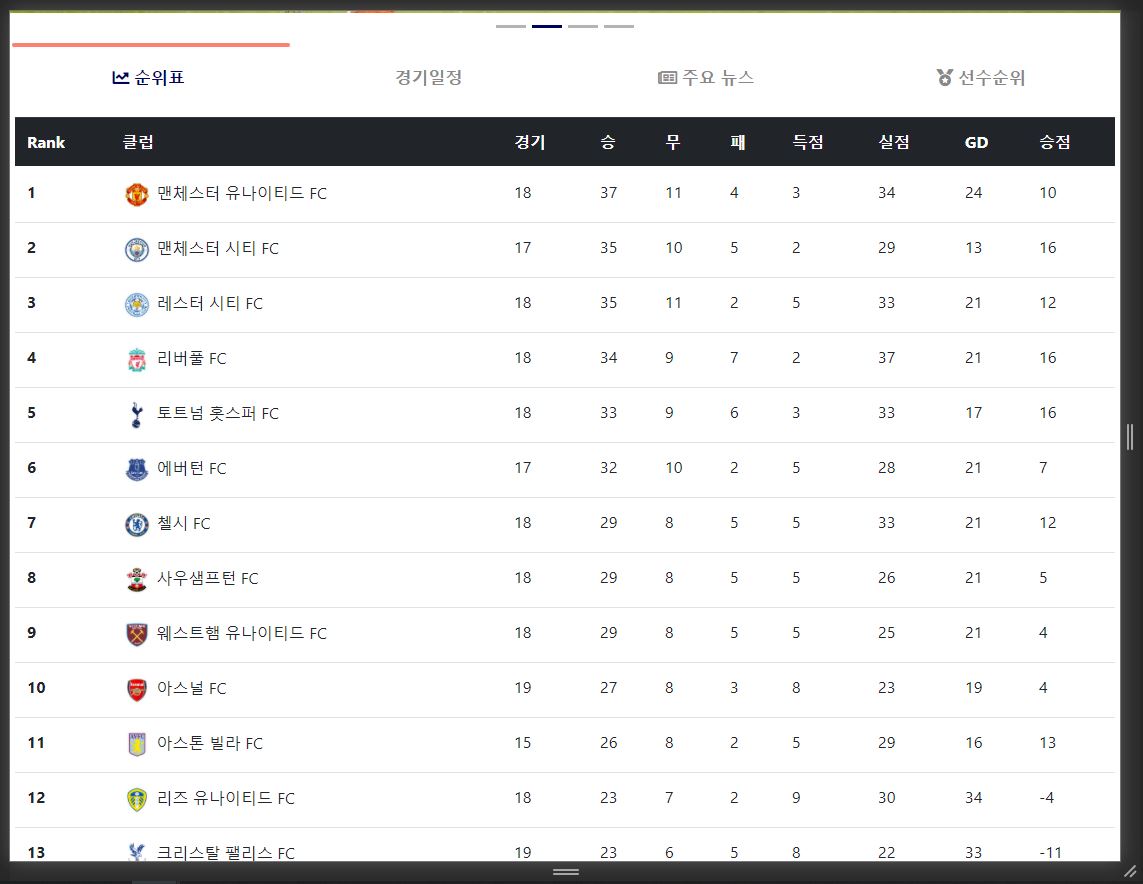 순위표 경기일정 주요 뉴스 선수순위
Rank 클럽 경기 승 무 패 득점 실점 GD 승점
1 맨체스터 유나이티드 FC 18 37 11 4 3 34 24 10
2 맨체스터 시티 FC 17 35 10 5 2 29 13 16
3 레스터 시티 FC 18 35 11 2 5 33 21 12
4 리버풀 FC 18 34 9 7 2 37 21 16
5 토트넘 홋스퍼 FC 18 33 9 6 3 33 17 16
6 에버턴 FC 17 32 10 2 5 28 21 7
7 첼시 FC 18 29 8 5 5 33 21 12
8 사우샘프턴 FC 18 29 8 5 5 26 21 5
9 웨스트햄 유나이티드 FC 18 29 8 5 5 25 21 4
10 아스널 FC 19 27 8 3 8 23 19 4
11 아스톤 빌라 FC 15 26 8 2 5 29 16 13
12 리즈 유나이티드 FC 18 23 7 2 9 30 34 -4
13 크리스탈 팰리스 FC 19 23 6 5 8 22 33 -11